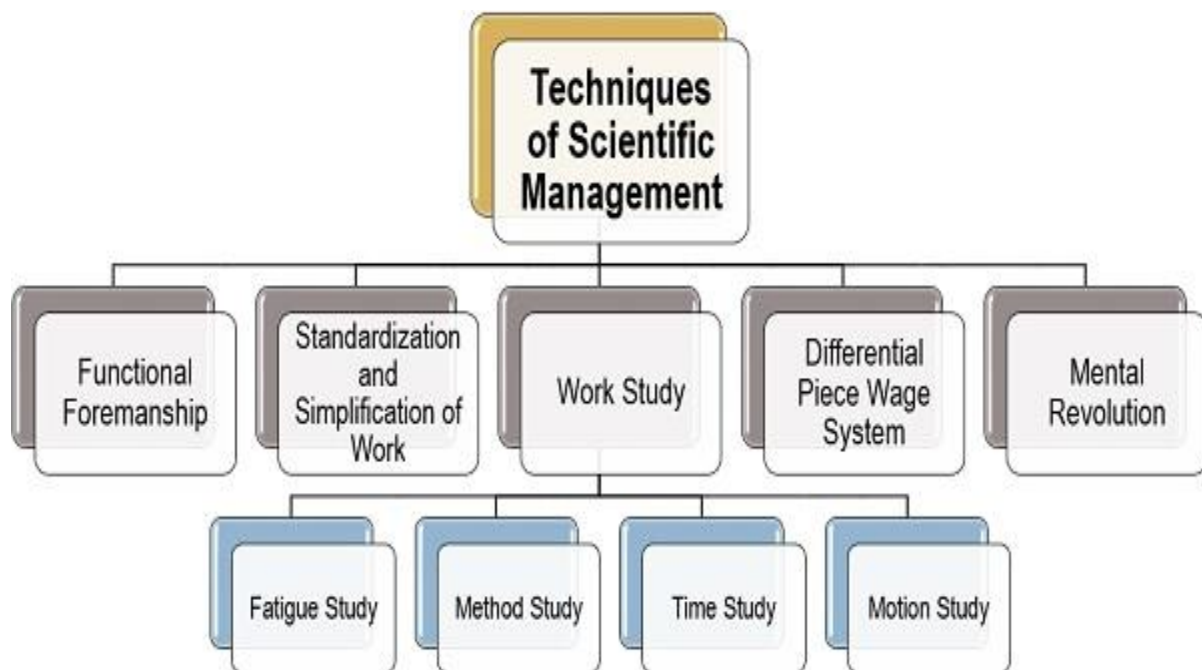 Techniques
of Scientific
Management
Functional
Foremanship
Standardization
and
Simplification of
Work
Work Study
Differential
Piece Wage
System
Mental
Revolution
Fatigue Study
Method Study
Time Study
Motion Study